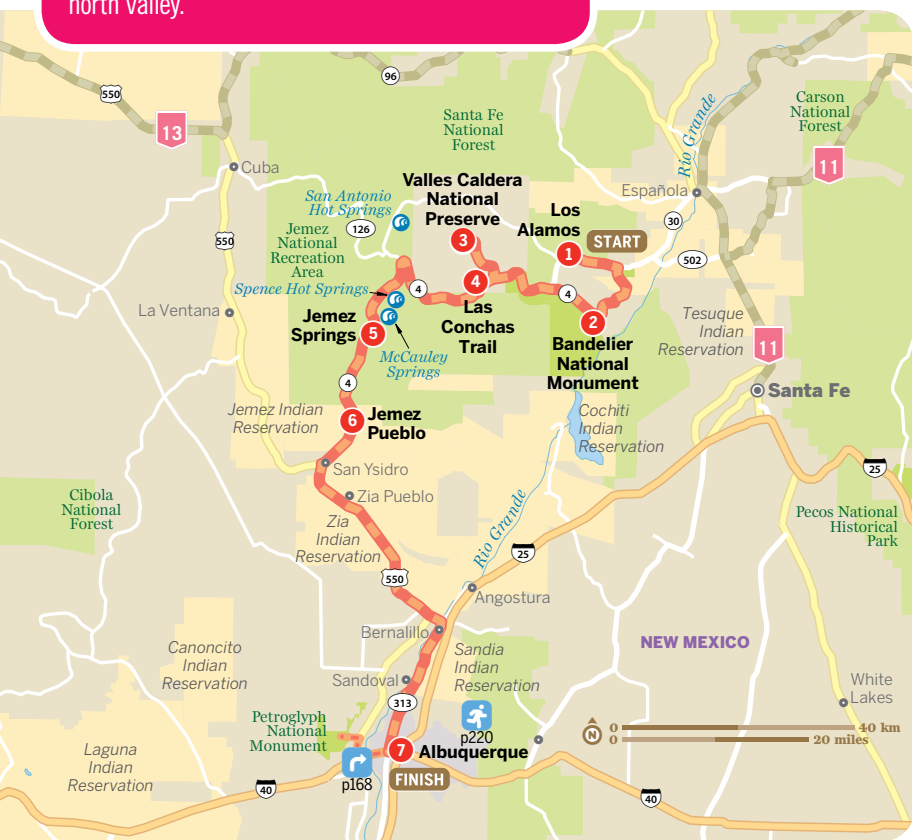 north valley.
96
550
13
Santa Fe
National
Forest
Rio Grande
Carson
National
Forest
11
Cuba
Valles Caldera
National
Preserve
Española
San Antonio
Hot Springs
Los
Alamos
START
30
126
3
1
502
550
Jemez
National
Recreation
Area
4
4
4
Spence Hot Springs
La Ventana
Jemez
Springs
5
Las
Conchas
Trail
2
Bandelier
National
Monument
Tesuque
Indian
Reservation
11
McCauley
Springs
4
Santa Fe
Jemez Indian
Reservation
6
Jemez
Pueblo
Cochiti
Indian
Reservation
San Ysidro
25
Cibola
National
Forest
Zia Pueblo
Zia
Indian
Reservation
Rio Grande
Pecos National
Historical
Park
25
550
Angostura
Bernalillo
NEW MEXICO
Canoncito
Indian
Reservation
Sandia
Indian
Reservation
Sandoval
White
Lakes
313
Petroglyph
National
Monument
p220
N
0
40 km
0
20 miles
Laguna
Indian
Reservation
7
Albuquerque
p168
FINISH
40
40